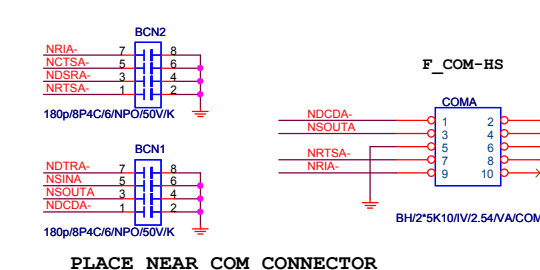 BCN2
NRIA- 7 8
NCTSA- 5 6
NDSRA- 3 4
NRTSA- 1 2
180p/8P4C/6/NPO/50V/K
BCN1
NDTRA- 7 8
NSINA 5 6
NSOUTA 3 4
NDCDA- 1 2
180p/8P4C/6/NPO/50V/K
PLACE NEAR COM CONNECTOR
F_COM-HS
COMA
NDCDA- 1 2
NSOUTA 3 4
5 6
NRTSA- 7 8
NRIA- 9 10
BH/2*5K10/IV/2.54/VA/COM